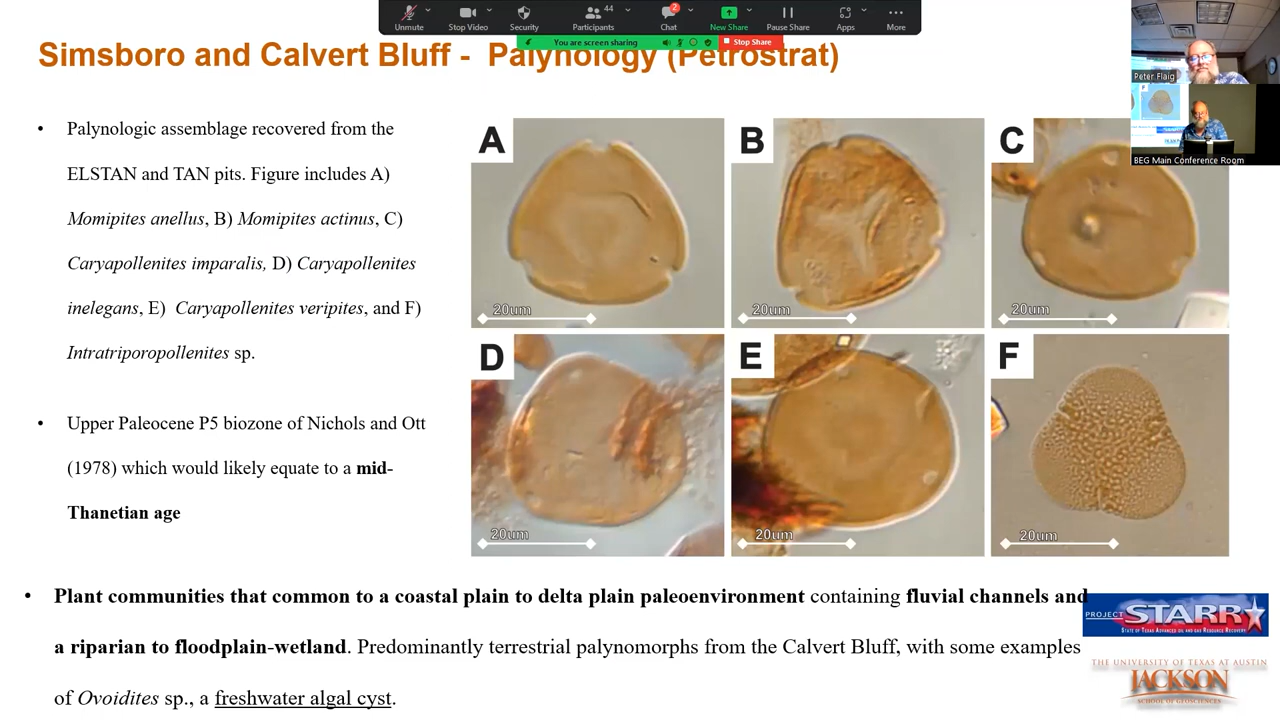 Unmute
Stop Video
Security
Participants
44
Chat
2
New Share
Pause Share
Apps
More
You are screen sharing
Stop Share
Simsboro and Calvert Bluff - Palynology (Petrostrat)
Peter Flaig
BEG Main Conference Room
• Palynologic assemblage recovered from the
ELSTAN and TAN pits. Figure includes A)
Momipites anellus, B) Momipites actinus, C)
Caryapollenites imparalis, D) Caryapollenites
inelegans, E) Caryapollenites veripites, and F)
Intratriporopollenites sp.
• Upper Paleocene P5 biozone of Nichols and Ott
(1978) which would likely equate to a mid-
Thanetian age
A
20um
B
20um
C
20um
D
20um
E
20um
F
20um
• Plant communities that common to a coastal plain to delta plain paleoenvironment containing fluvial channels and
a riparian to floodplain-wetland. Predominantly terrestrial palynomorphs from the Calvert Bluff, with some examples
of Ovoidites sp., a freshwater algal cyst.
PROJECT STARR
STATE OF TEXAS ADVANCED OIL AND GAS RESOURCE RECOVERY
THE UNIVERSITY OF TEXAS AT AUSTIN
JACKSON
SCHOOL OF GEOSCIENCES